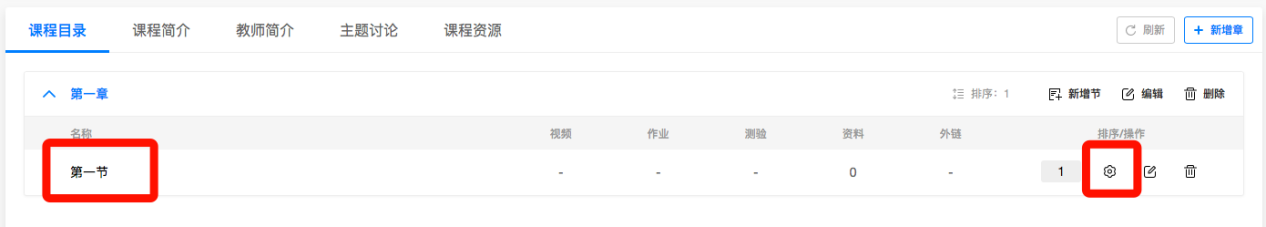 课程目录 课程简介 教师简介 主题讨论 课程资源 刷新 + 新增章
第一章 排序：1 新增节 编辑 删除
名称 视频 作业 测验 资料 外链 排序/操作
第一节 - - - 0 - 1